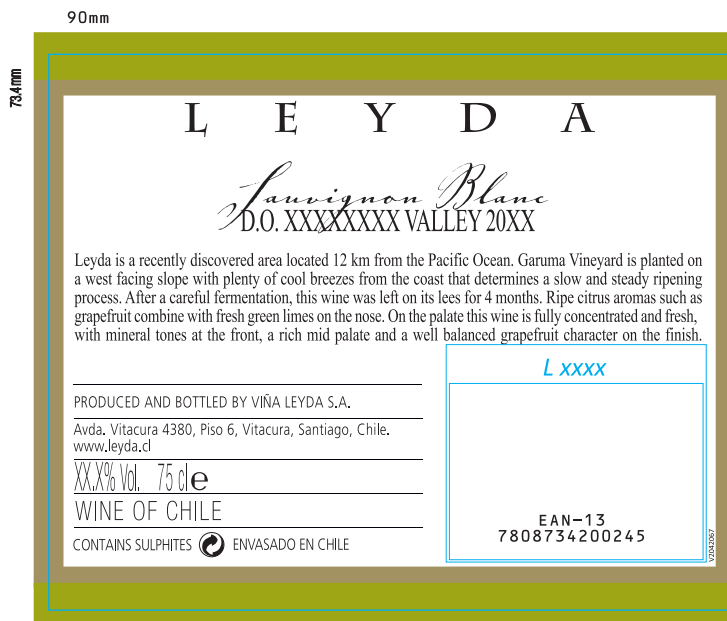 90mm
73.4mm
LEYDA
Sauvignon Blanc
D.O. XXXXXXXX VALLEY 20XX
Leyda is a recently discovered area located 12 km from the Pacific Ocean. Garuma Vineyard is planted on
a west facing slope with plenty of cool breezes from the coast that determines a slow and steady ripening
process. After a careful fermentation, this wine was left on its lees for 4 months. Ripe citrus aromas such as
grapefruit combine with fresh green limes on the nose. On the palate this wine is fully concentrated and fresh,
with mineral tones at the front, a rich mid palate and a well balanced grapefruit character on the finish.
L xxxx
PRODUCED AND BOTTLED BY VIÑA LEYDA S.A.
Avda. Vitacura 4380, Piso 6, Vitacura, Santiago, Chile.
www.leyda.cl
XX.X% Vol. 75 cl e
WINE OF CHILE
CONTAINS SULPHITES ENVASADO EN CHILE
EAN-13
7808734200245
V2042067